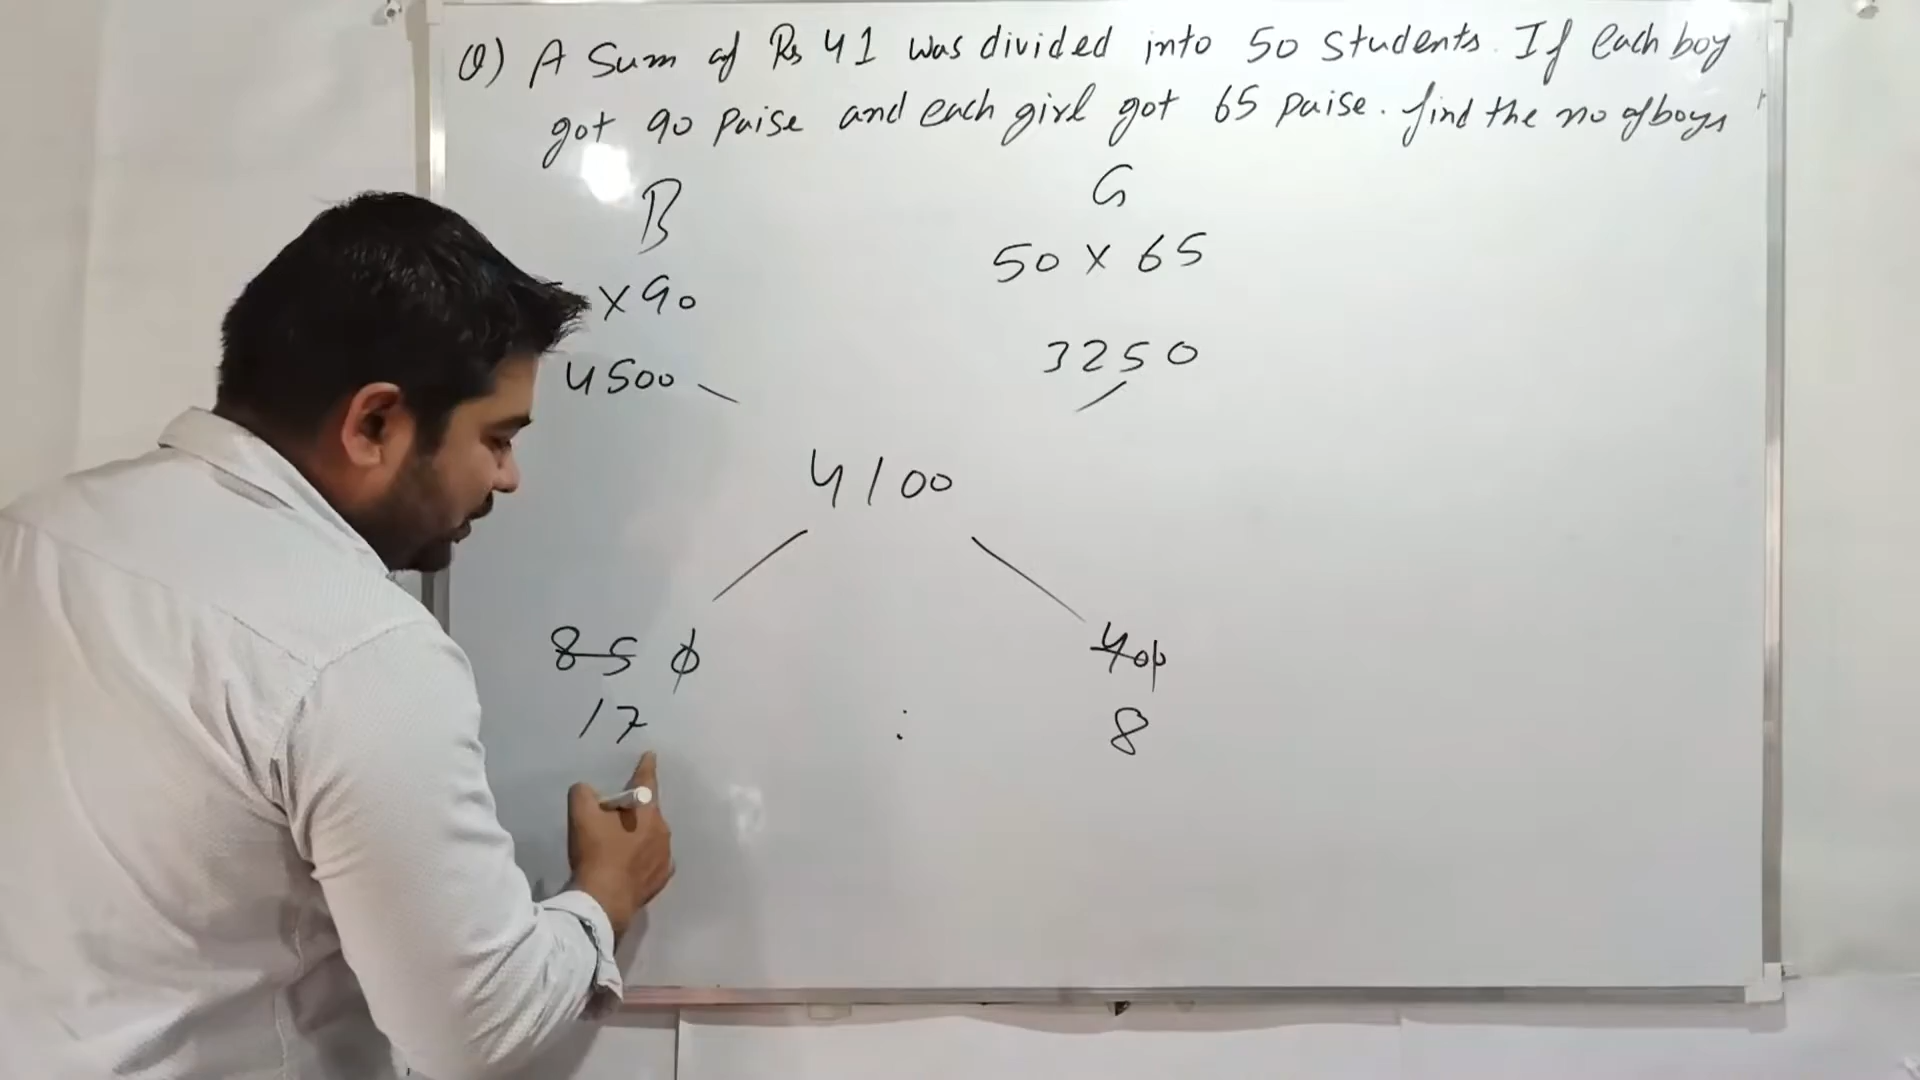 Q) A Sum of Rs 41 was divided into 50 Students. If each boy
got 90 paise and each girl got 65 paise. find the no of boys
B G
50 x 65
x 90
3250
4500
4100
850 400
17 : 8